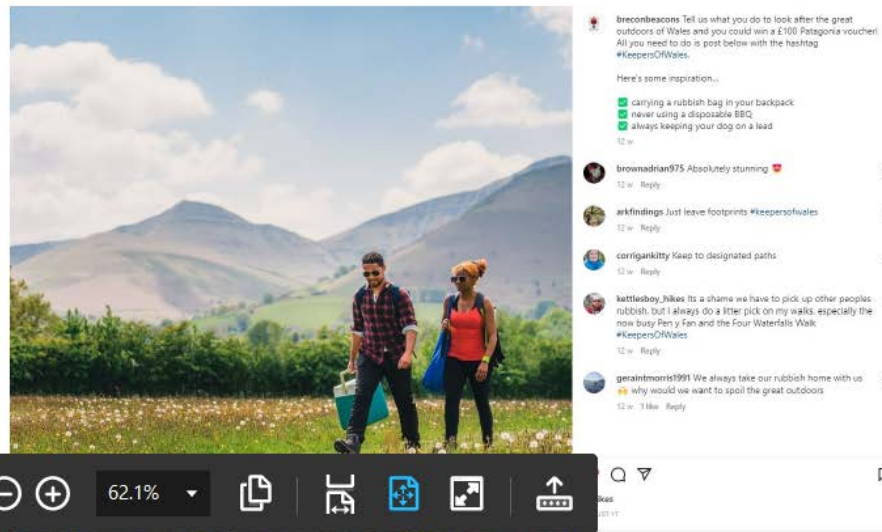 breconbeacons Tell us what you do to look after the great
outdoors of Wales and you could win a £100 Patagonia voucher!
All you need to do is post below with the hashtag
#KeepersOfWales.
Here's some inspiration...
✅ carrying a rubbish bag in your backpack
✅ never using a disposable BBQ
✅ always keeping your dog on a lead
12 w
brownadrian975 Absolutely stunning 😍
12 w Reply
arkfindings Just leave footprints #keepersofwales
12 w Reply
corrigankitty Keep to designated paths
12 w Reply
kettlesboy_hikes Its a shame we have to pick up other peoples
rubbish, but I always do a litter pick on my walks, especially the
now busy Pen y Fan and the Four Waterfalls Walk
#KeepersOfWales
12 w Reply
geraintmorris1991 We always take our rubbish home with us
🙌 why would we want to spoil the great outdoors
12 w 1 like Reply
62.1%